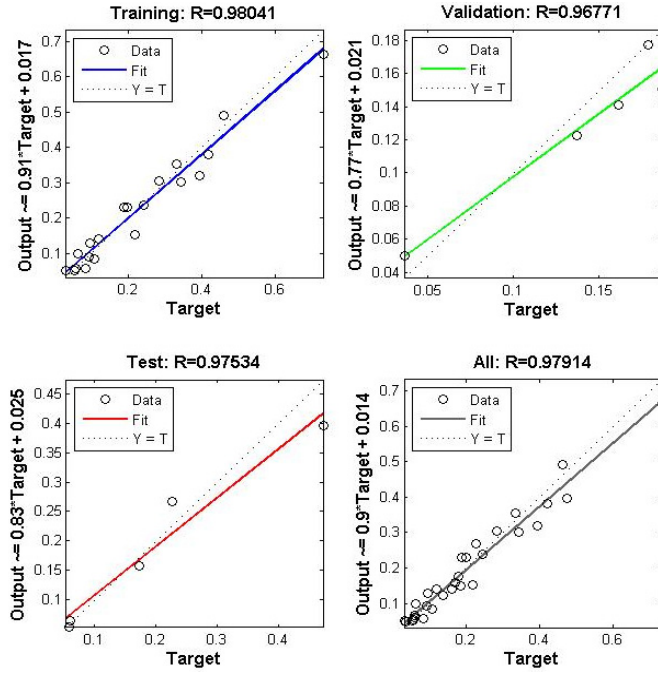 Training: R=0.98041
Output ~= 0.91*Target + 0.017
0.7
0.6
0.5
0.4
0.3
0.2
0.1
Data
Fit
Y = T
0.2
0.4
0.6
Target
Validation: R=0.96771
Output ~= 0.77*Target + 0.021
0.18
0.16
0.14
0.12
0.1
0.08
0.06
0.04
Data
Fit
Y = T
0.05
0.1
0.15
Target
Test: R=0.97534
Output ~= 0.83*Target + 0.025
0.45
0.4
0.35
0.3
0.25
0.2
0.15
0.1
Data
Fit
Y = T
0.1
0.2
0.3
0.4
Target
All: R=0.97914
Output ~= 0.9*Target + 0.014
0.7
0.6
0.5
0.4
0.3
0.2
0.1
Data
Fit
Y = T
0.2
0.4
0.6
Target